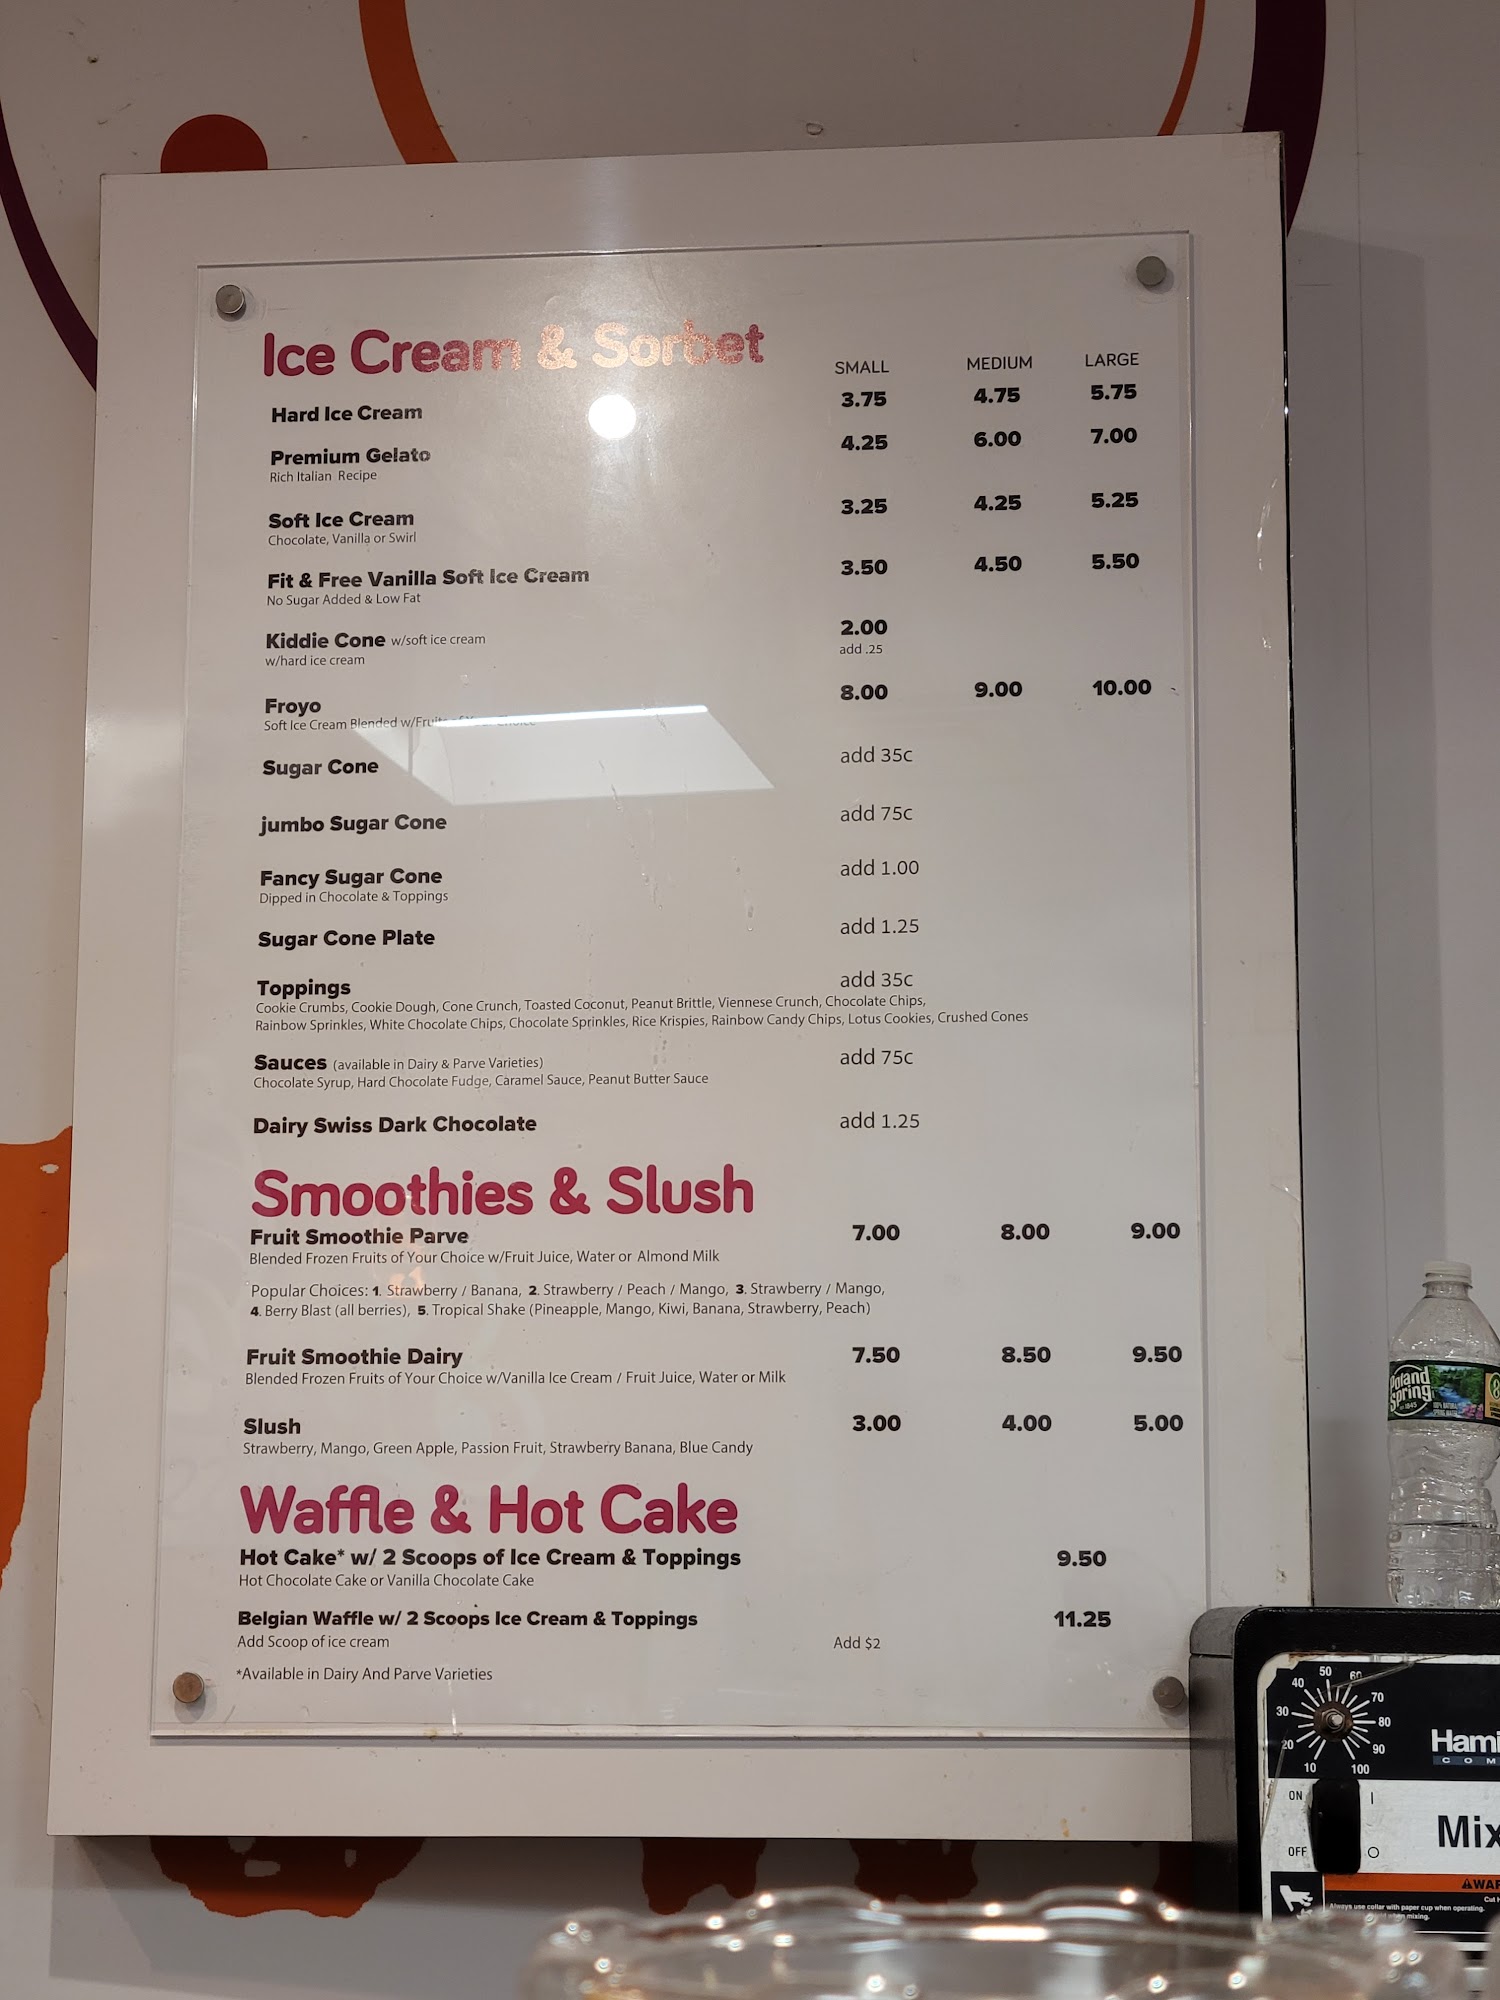 Ice Cream & Sorbet
SMALL MEDIUM LARGE
Hard Ice Cream 3.75 4.75 5.75
Premium Gelato 4.25 6.00 7.00
Rich Italian Recipe
Soft Ice Cream 3.25 4.25 5.25
Chocolate, Vanilla or Swirl
Fit & Free Vanilla Soft Ice Cream 3.50 4.50 5.50
No Sugar Added & Low Fat
Kiddie Cone w/soft ice cream 2.00
w/hard ice cream add .25
Froyo 8.00 9.00 10.00
Soft Ice Cream Blended w/Fruits of Your Choice
Sugar Cone add 35c
jumbo Sugar Cone add 75c
Fancy Sugar Cone add 1.00
Dipped in Chocolate & Toppings
Sugar Cone Plate add 1.25
Toppings add 35c
Cookie Crumbs, Cookie Dough, Cone Crunch, Toasted Coconut, Peanut Brittle, Viennese Crunch, Chocolate Chips,
Rainbow Sprinkles, White Chocolate Chips, Chocolate Sprinkles, Rice Krispies, Rainbow Candy Chips, Lotus Cookies, Crushed Cones
Sauces (available in Dairy & Parve Varieties) add 75c
Chocolate Syrup, Hard Chocolate Fudge, Caramel Sauce, Peanut Butter Sauce
Dairy Swiss Dark Chocolate add 1.25
Smoothies & Slush
Fruit Smoothie Parve 7.00 8.00 9.00
Blended Frozen Fruits of Your Choice w/Fruit Juice, Water or Almond Milk
Popular Choices: 1. Strawberry / Banana, 2. Strawberry / Peach / Mango, 3. Strawberry / Mango,
4. Berry Blast (all berries), 5. Tropical Shake (Pineapple, Mango, Kiwi, Banana, Strawberry, Peach)
Fruit Smoothie Dairy 7.50 8.50 9.50
Blended Frozen Fruits of Your Choice w/Vanilla Ice Cream / Fruit Juice, Water or Milk
Slush 3.00 4.00 5.00
Strawberry, Mango, Green Apple, Passion Fruit, Strawberry Banana, Blue Candy
Waffle & Hot Cake
Hot Cake* w/ 2 Scoops of Ice Cream & Toppings 9.50
Hot Chocolate Cake or Vanilla Chocolate Cake
Belgian Waffle w/ 2 Scoops Ice Cream & Toppings 11.25
Add Scoop of ice cream Add $2
*Available in Dairy And Parve Varieties
Poland
Spring
10 20 30 40 50 60 70 80 90 100
Hami
COM
ON
OFF
Mix
Always use collar with paper cup when operating.
when mixing.